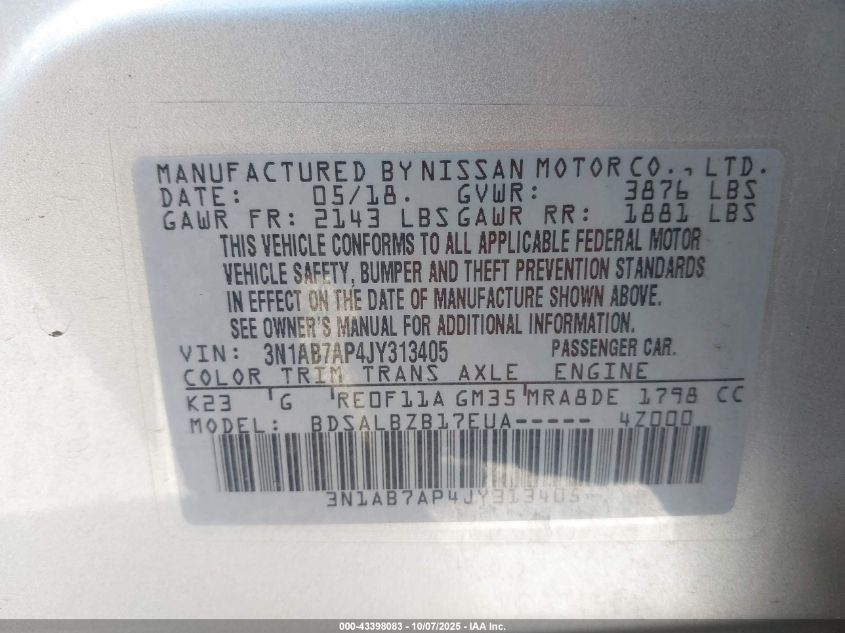 MANUFACTURED BY NISSAN MOTOR CO., LTD.
DATE: 05/18. GVWR: 3876 LBS
GAWR FR: 2143 LBS GAWR RR: 1881 LBS
THIS VEHICLE CONFORMS TO ALL APPLICABLE FEDERAL MOTOR
VEHICLE SAFETY, BUMPER AND THEFT PREVENTION STANDARDS
IN EFFECT ON THE DATE OF MANUFACTURE SHOWN ABOVE.
SEE OWNER'S MANUAL FOR ADDITIONAL INFORMATION.
VIN: 3N1AB7AP4JY313405 PASSENGER CAR.
COLOR TRIM TRANS AXLE ENGINE
K23 G RE0F11A GM35 MRA8DE 1798 CC
MODEL: BDSALBZB17EUA----- 4Z000
3N1AB7AP4JY313405
000-43398083 - 10/07/2025 - IAA Inc.